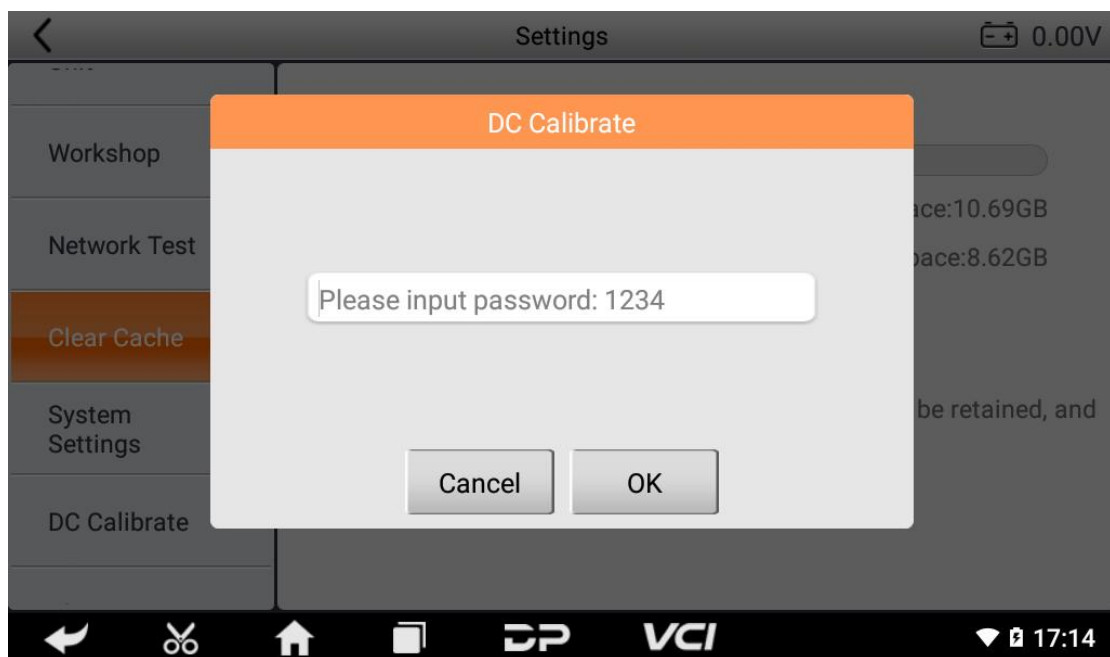 Settings
0.00V
Workshop
Network Test
Clear Cache
System
Settings
DC Calibrate
DC Calibrate
Please input password: 1234
Cancel
OK
ace:10.69GB
pace:8.62GB
be retained, and
DP
VCI
17:14